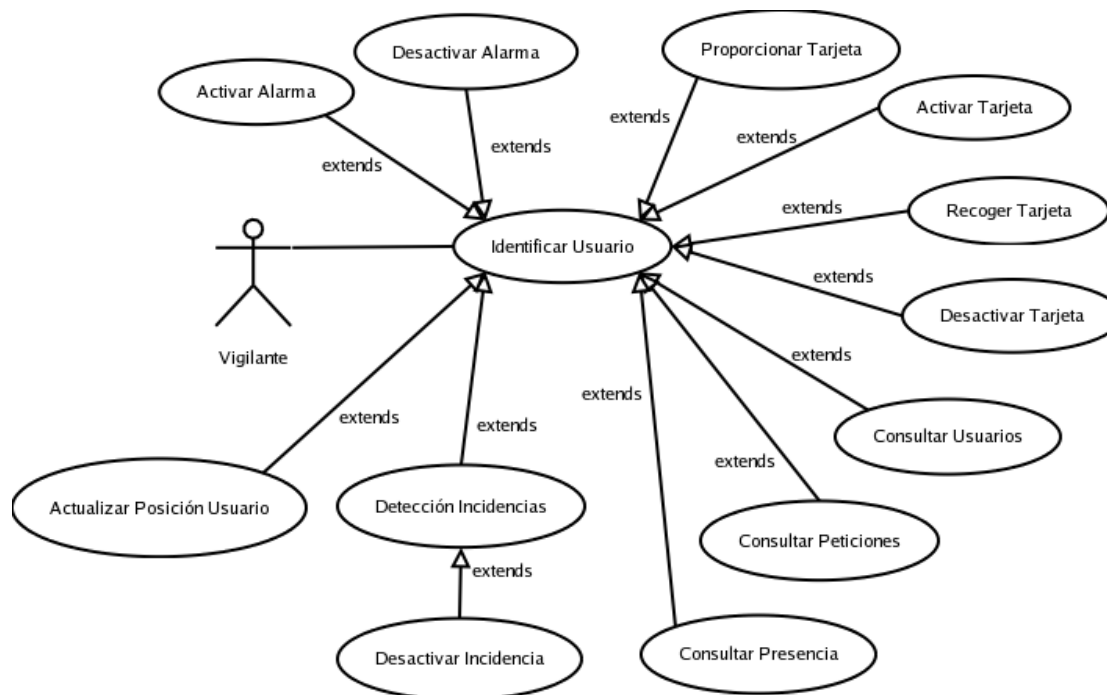 Desactivar Alarma
Proporcionar Tarjeta
Activar Alarma
Activar Tarjeta
extends
extends
extends
extends
Recoger Tarjeta
extends
Identificar Usuario
extends
Desactivar Tarjeta
Vigilante
extends
extends
extends
extends
Consultar Usuarios
extends
Actualizar Posición Usuario
Detección Incidencias
Consultar Peticiones
extends
Desactivar Incidencia
Consultar Presencia